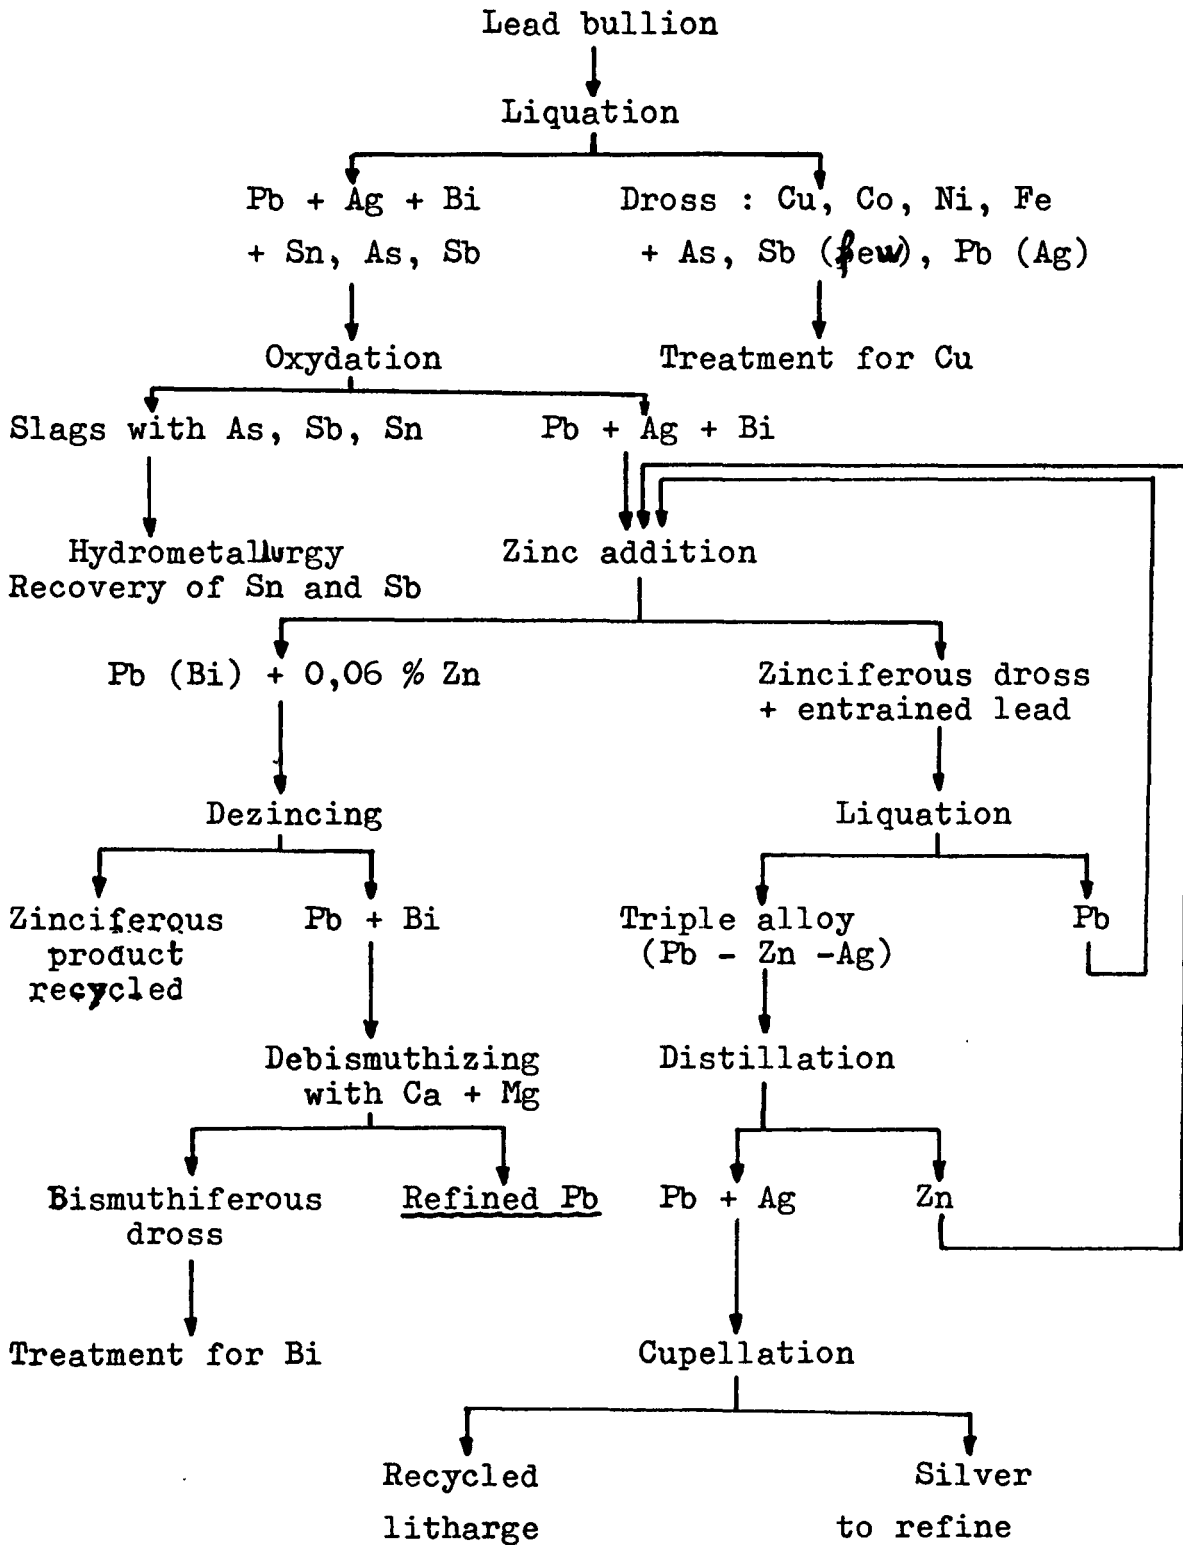 Lead bullion
Liquation
Pb + Ag + Bi
+ Sn, As, Sb
Dross : Cu, Co, Ni, Fe
+ As, Sb (few), Pb (Ag)
Oxydation
Treatment for Cu
Slags with As, Sb, Sn
Pb + Ag + Bi
Hydrometallurgy
Recovery of Sn and Sb
Zinc addition
Pb (Bi) + 0,06 % Zn
Zinciferous dross
+ entrained lead
Dezincing
Liquation
Zinciferous
product
recycled
Pb + Bi
Triple alloy
(Pb - Zn -Ag)
Pb
Debismuthizing
with Ca + Mg
Distillation
Bismuthiferous
dross
Refined Pb
Pb + Ag
Zn
Treatment for Bi
Cupellation
Recycled
litharge
Silver
to refine